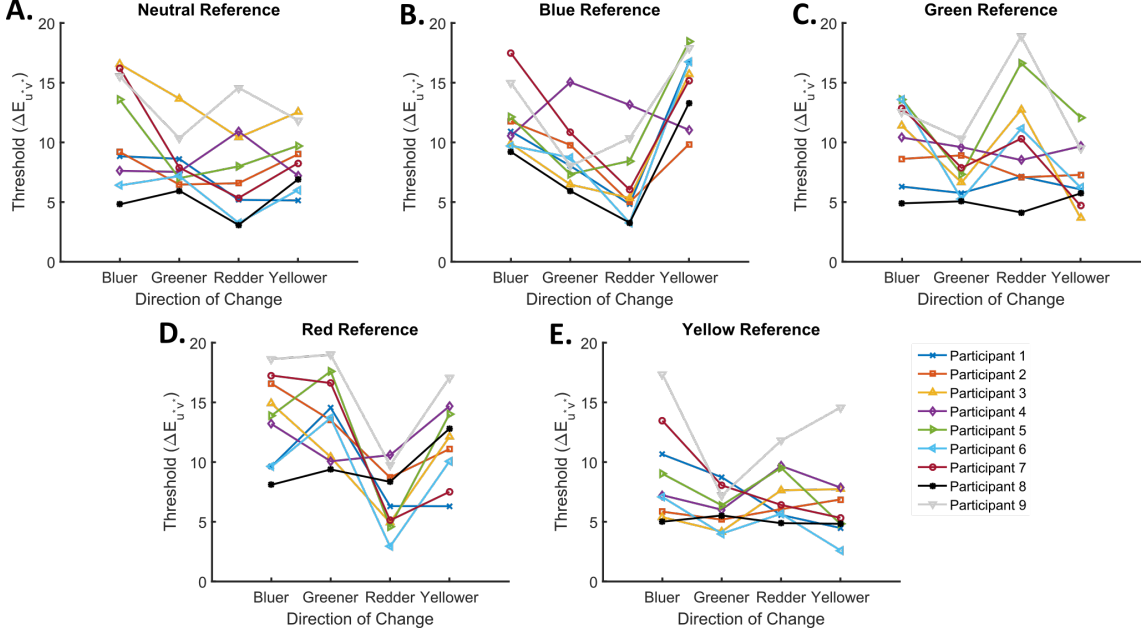 A.
Neutral Reference
20
15
10
5
0
Threshold (ΔE u*v*)
Bluer Greener Redder Yellower
Direction of Change
B.
Blue Reference
20
15
10
5
0
Threshold (ΔE u*v*)
Bluer Greener Redder Yellower
Direction of Change
C.
Green Reference
20
15
10
5
0
Threshold (ΔE u*v*)
Bluer Greener Redder Yellower
Direction of Change
D.
Red Reference
20
15
10
5
0
Threshold (ΔE u*v*)
Bluer Greener Redder Yellower
Direction of Change
E.
Yellow Reference
20
15
10
5
0
Threshold (ΔE u*v*)
Bluer Greener Redder Yellower
Direction of Change
Participant 1
Participant 2
Participant 3
Participant 4
Participant 5
Participant 6
Participant 7
Participant 8
Participant 9